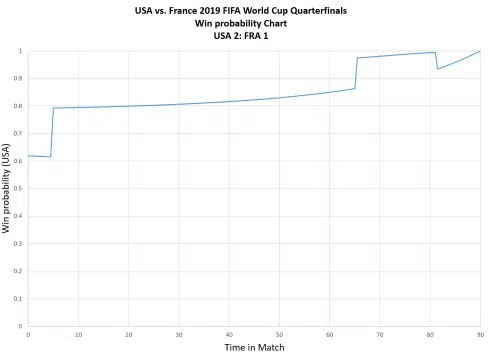 USA vs. France 2019 FIFA World Cup Quarterfinals
Win probability Chart
USA 2: FRA 1
Win probability (USA)
1
0.9
0.8
0.7
0.6
0.5
0.4
0.3
0.2
0.1
0
0 10 20 30 40 50 60 70 80 90
Time in Match